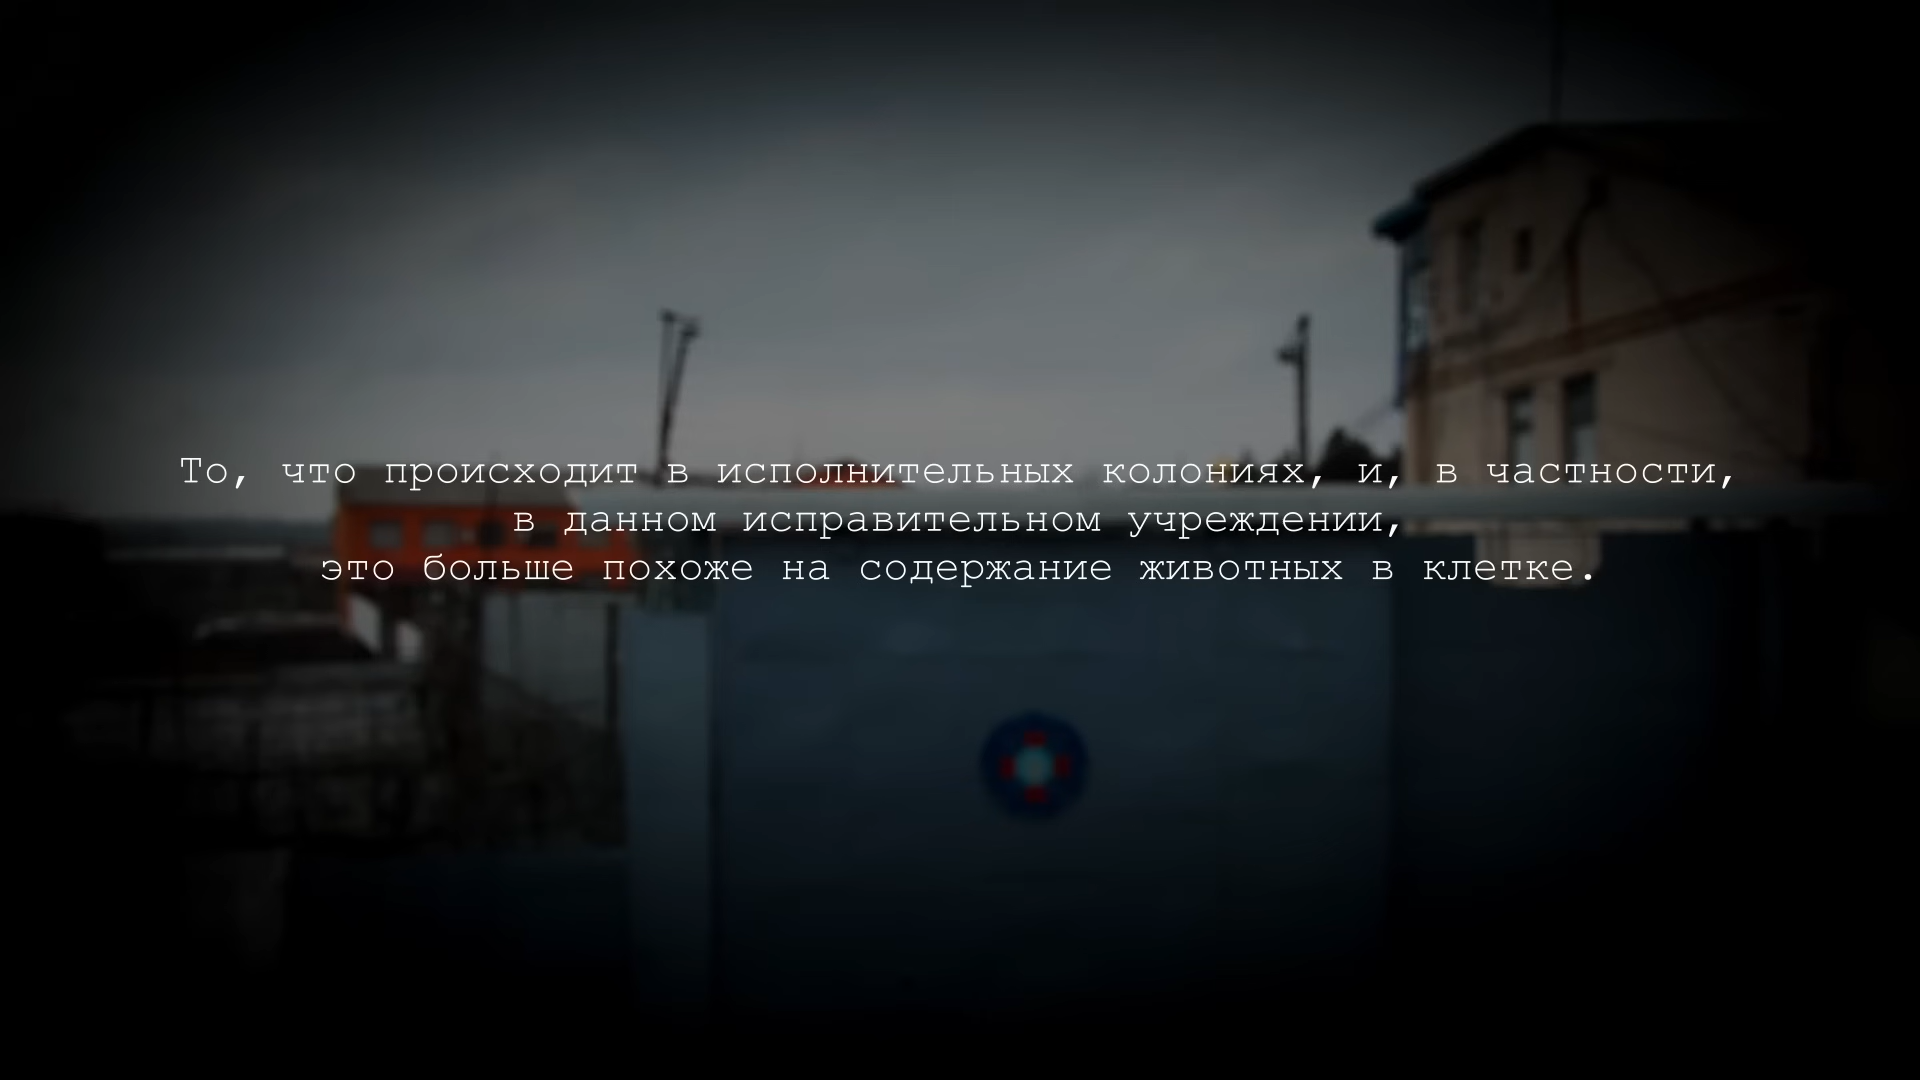 То, что происходит в исполнительных колониях, и, в частности,
в данном исправительном учреждении,
это больше похоже на содержание животных в клетке.